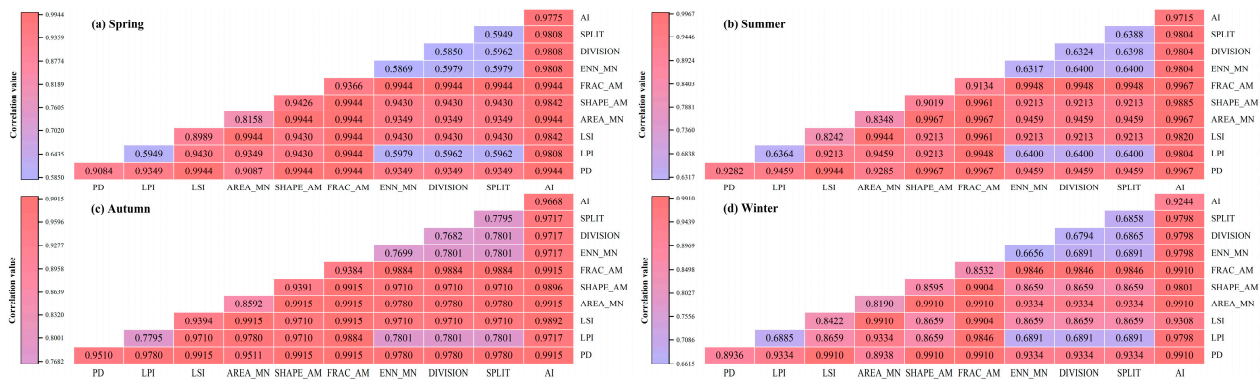 (a) Spring
Correlation value
0.9944
0.9359
0.8774
0.8189
0.7605
0.7020
0.6435
0.5850
0.9775 AI
0.5949 0.9808 SPLIT
0.5850 0.5962 0.9808 DIVISION
0.5869 0.5979 0.5979 0.9808 ENN_MN
0.9366 0.9944 0.9944 0.9944 0.9944 FRAC_AM
0.9426 0.9944 0.9430 0.9430 0.9430 0.9842 SHAPE_AM
0.8158 0.9944 0.9944 0.9349 0.9349 0.9349 0.9944 AREA_MN
0.8989 0.9944 0.9430 0.9944 0.9430 0.9430 0.9430 0.9842 LSI
0.5949 0.9430 0.9349 0.9430 0.9944 0.5979 0.5962 0.5962 0.9808 LPI
0.9084 0.9349 0.9944 0.9087 0.9944 0.9944 0.9349 0.9349 0.9349 0.9944 PD
PD LPI LSI AREA_MN SHAPE_AM FRAC_AM ENN_MN DIVISION SPLIT AI
(b) Summer
Correlation value
0.9967
0.9446
0.8924
0.8403
0.7881
0.7360
0.6838
0.6317
0.9715 AI
0.6388 0.9804 SPLIT
0.6324 0.6398 0.9804 DIVISION
0.6317 0.6400 0.6400 0.9804 ENN_MN
0.9134 0.9948 0.9948 0.9948 0.9967 FRAC_AM
0.9019 0.9961 0.9213 0.9213 0.9213 0.9885 SHAPE_AM
0.8348 0.9967 0.9967 0.9459 0.9459 0.9459 0.9967 AREA_MN
0.8242 0.9944 0.9213 0.9961 0.9213 0.9213 0.9213 0.9820 LSI
0.6364 0.9213 0.9459 0.9213 0.9948 0.6400 0.6400 0.6400 0.9804 LPI
0.9282 0.9459 0.9944 0.9285 0.9967 0.9967 0.9459 0.9459 0.9459 0.9967 PD
PD LPI LSI AREA_MN SHAPE_AM FRAC_AM ENN_MN DIVISION SPLIT AI
(c) Autumn
Correlation value
0.9915
0.9596
0.9277
0.8958
0.8639
0.8320
0.8001
0.7682
0.9668 AI
0.7795 0.9717 SPLIT
0.7682 0.7801 0.9717 DIVISION
0.7699 0.7801 0.7801 0.9717 ENN_MN
0.9384 0.9884 0.9884 0.9884 0.9915 FRAC_AM
0.9391 0.9915 0.9710 0.9710 0.9710 0.9896 SHAPE_AM
0.8592 0.9915 0.9915 0.9780 0.9780 0.9780 0.9915 AREA_MN
0.9394 0.9915 0.9710 0.9915 0.9710 0.9710 0.9710 0.9892 LSI
0.7795 0.9710 0.9780 0.9710 0.9884 0.7801 0.7801 0.7801 0.9717 LPI
0.9510 0.9780 0.9915 0.9511 0.9915 0.9915 0.9780 0.9780 0.9780 0.9915 PD
PD LPI LSI AREA_MN SHAPE_AM FRAC_AM ENN_MN DIVISION SPLIT AI
(d) Winter
Correlation value
0.9910
0.9439
0.8969
0.8498
0.8027
0.7556
0.7086
0.6615
0.9244 AI
0.6858 0.9798 SPLIT
0.6794 0.6865 0.9798 DIVISION
0.6656 0.6891 0.6891 0.9798 ENN_MN
0.8532 0.9846 0.9846 0.9846 0.9910 FRAC_AM
0.8595 0.9904 0.8659 0.8659 0.8659 0.9801 SHAPE_AM
0.8190 0.9910 0.9910 0.9334 0.9334 0.9334 0.9910 AREA_MN
0.8422 0.9910 0.8659 0.9904 0.8659 0.8659 0.8659 0.9308 LSI
0.6885 0.8659 0.9334 0.8659 0.9846 0.6891 0.6891 0.6891 0.9798 LPI
0.8936 0.9334 0.9910 0.8938 0.9910 0.9910 0.9334 0.9334 0.9334 0.9910 PD
PD LPI LSI AREA_MN SHAPE_AM FRAC_AM ENN_MN DIVISION SPLIT AI